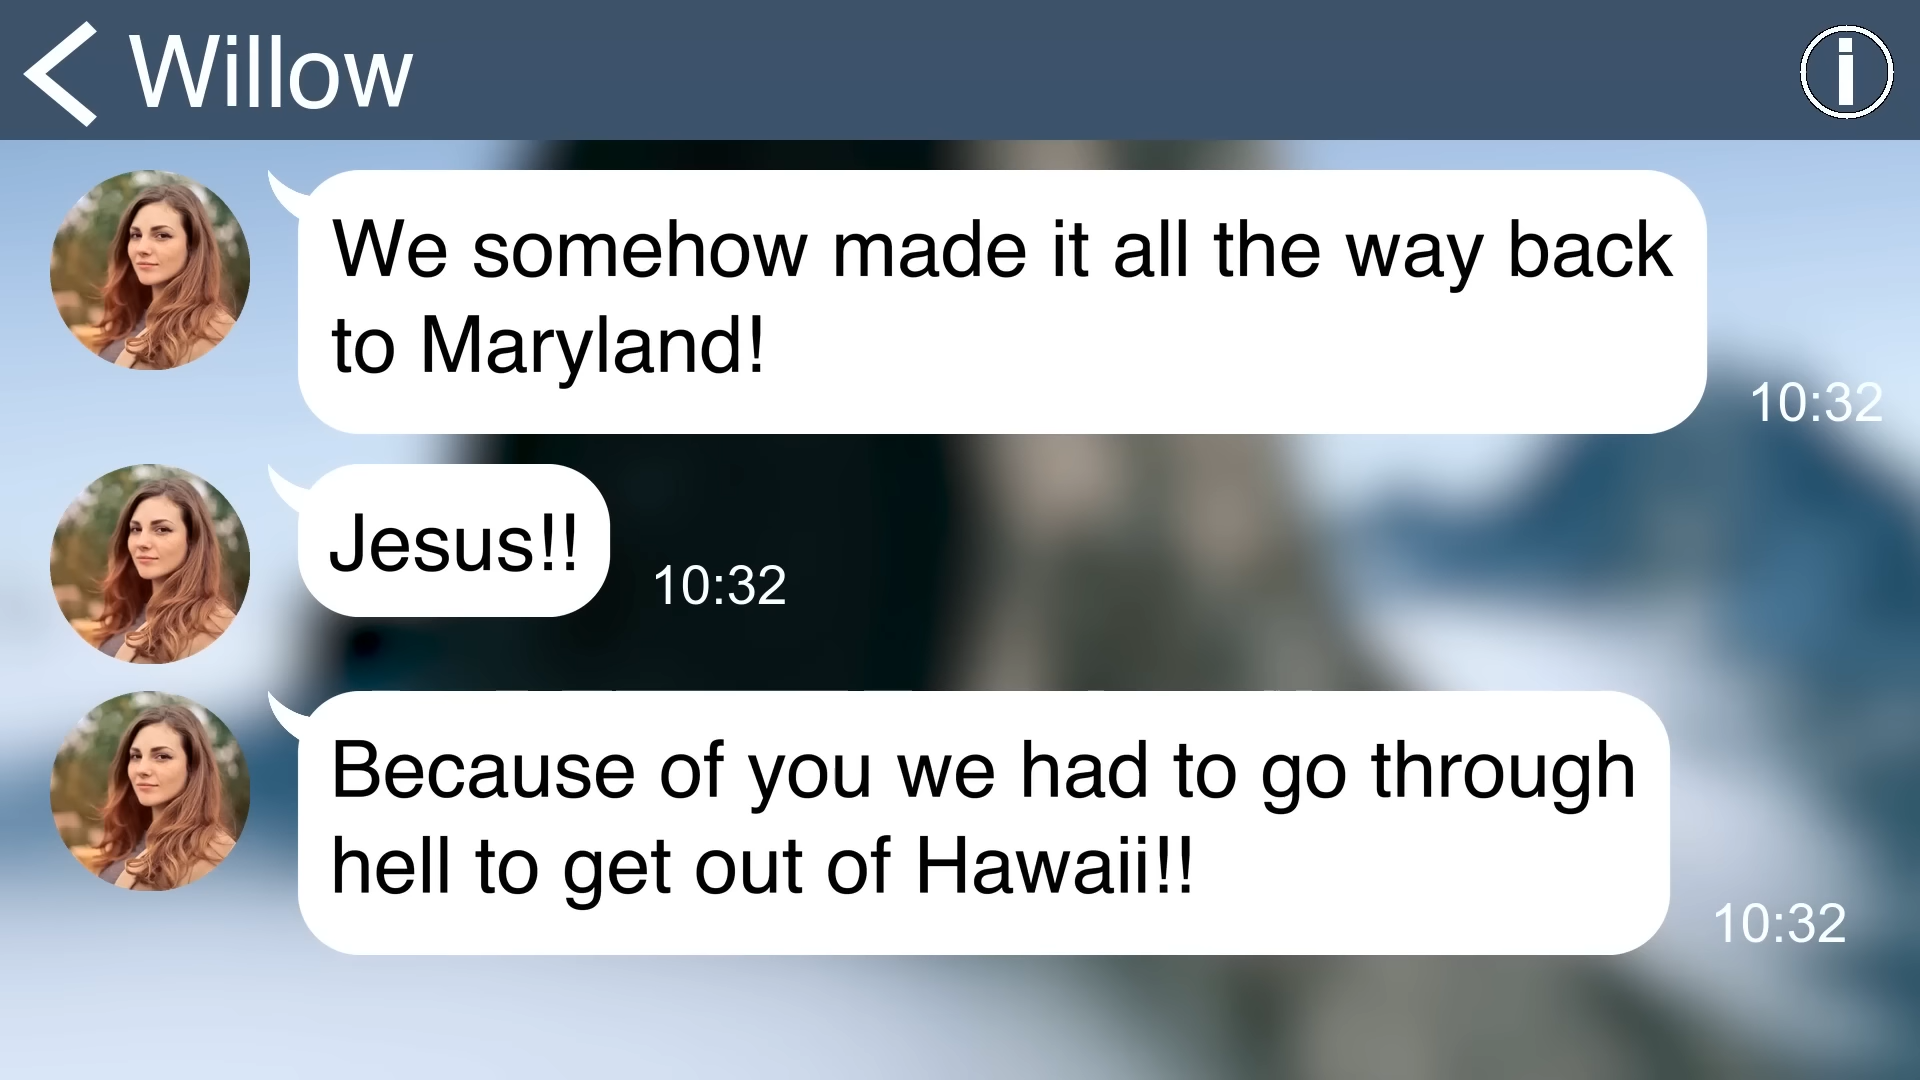 Willow
We somehow made it all the way back
to Maryland!
10:32
Jesus!!
10:32
Because of you we had to go through
hell to get out of Hawaii!!
10:32